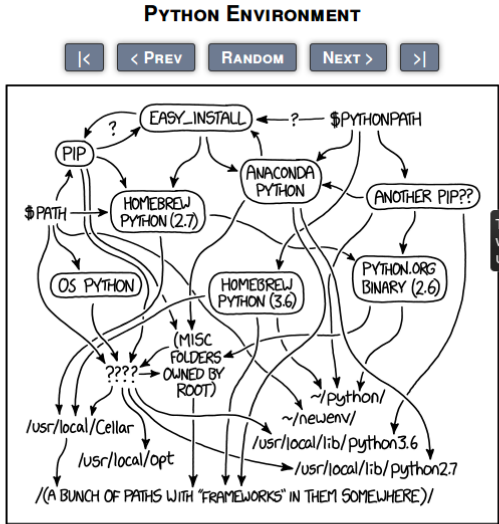 PYTHON ENVIRONMENT
|<
< PREV
RANDOM
NEXT >
>|
EASY_INSTALL
?
$PYTHONPATH
?
PIP
ANACONDA
PYTHON
ANOTHER PIP??
HOMEBREW
PYTHON (2.7)
$PATH
OS PYTHON
HOMEBREW
PYTHON (3.6)
PYTHON.ORG
BINARY (2.6)
(MISC
FOLDERS
OWNED BY
ROOT)
????
~/python/
~/newenv/
/usr/local/Cellar
/usr/local/lib/python3.6
/usr/local/opt
/usr/local/lib/python2.7
/(A BUNCH OF PATHS WITH "FRAMEWORKS" IN THEM SOMEWHERE)/